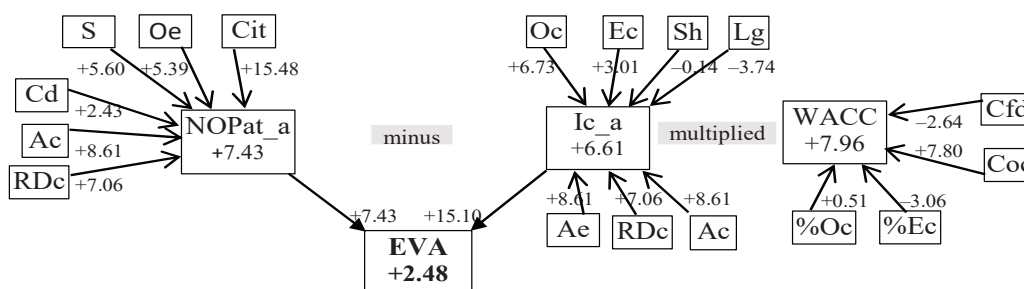 S
Oe
Cit
Oc
Ec
Sh
Lg
+5.60
+5.39
+15.48
+6.73
+3.01
–0.14
–3.74
Cd
+2.43
Ac
+8.61
RDc
+7.06
NOPat_a
+7.43
minus
Ic_a
+6.61
multiplied
WACC
+7.96
Cfd
–2.64
+7.80
Coc
+7.43
+15.10
+8.61
+7.06
+8.61
+0.51
–3.06
Ae
RDc
Ac
%Oc
%Ec
EVA
+2.48